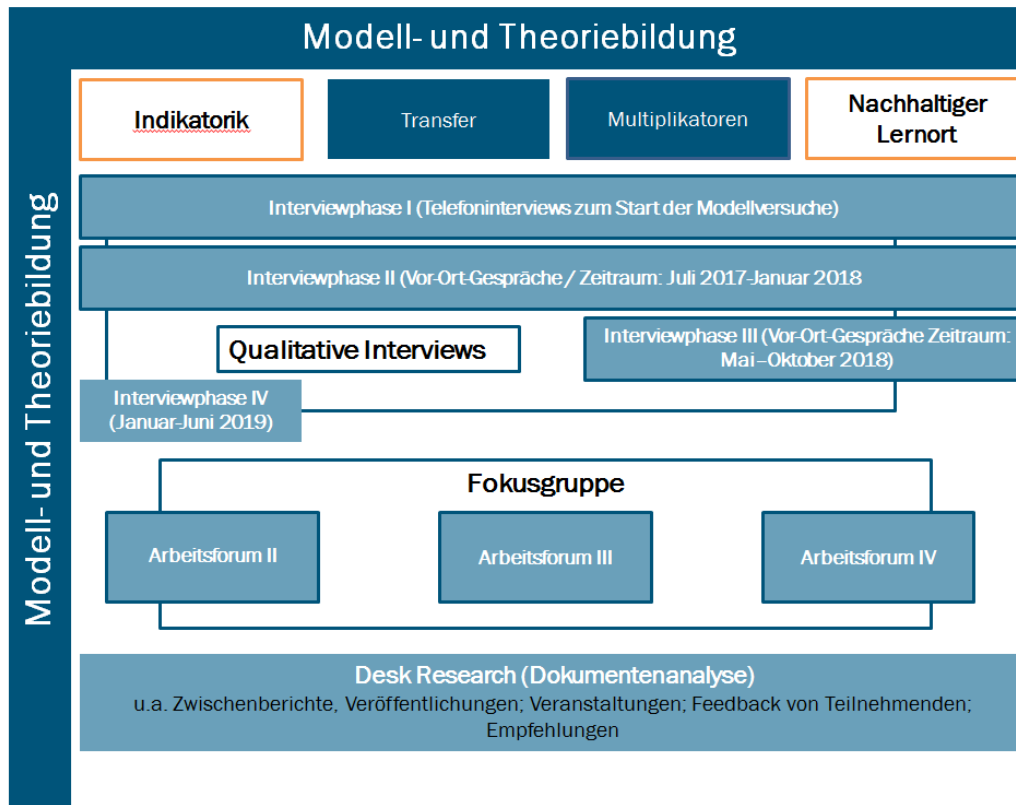 Modell- und Theoriebildung
Modell- und Theoriebildung
Indikatorik
Transfer
Multiplikatoren
Nachhaltiger
Lernort
Interviewphase I (Telefoninterviews zum Start der Modellversuche)
Interviewphase II (Vor-Ort-Gespräche / Zeitraum: Juli 2017-Januar 2018
Qualitative Interviews
Interviewphase III (Vor-Ort-Gespräche Zeitraum:
Mai–Oktober 2018)
Interviewphase IV
(Januar-Juni 2019)
Fokusgruppe
Arbeitsforum II
Arbeitsforum III
Arbeitsforum IV
Desk Research (Dokumentenanalyse)
u.a. Zwischenberichte, Veröffentlichungen; Veranstaltungen; Feedback von Teilnehmenden;
Empfehlungen